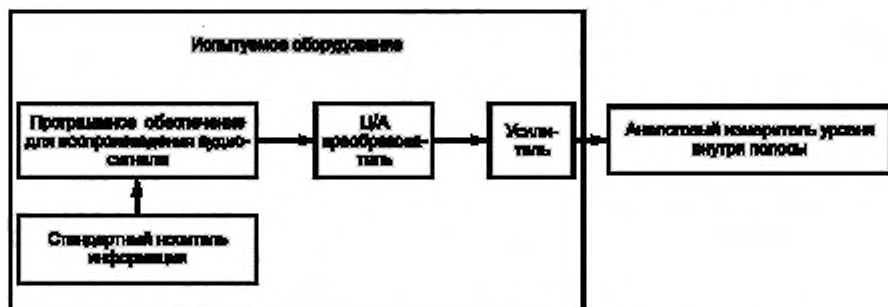 Испытуемое оборудование
Программное обеспечение
для воспроизведения аудио-
сигнала
Ц/А
преобразова-
тель
Усили-
тель
Аналоговый измеритель уровня
внутри полосы
Стандартный носитель
информации